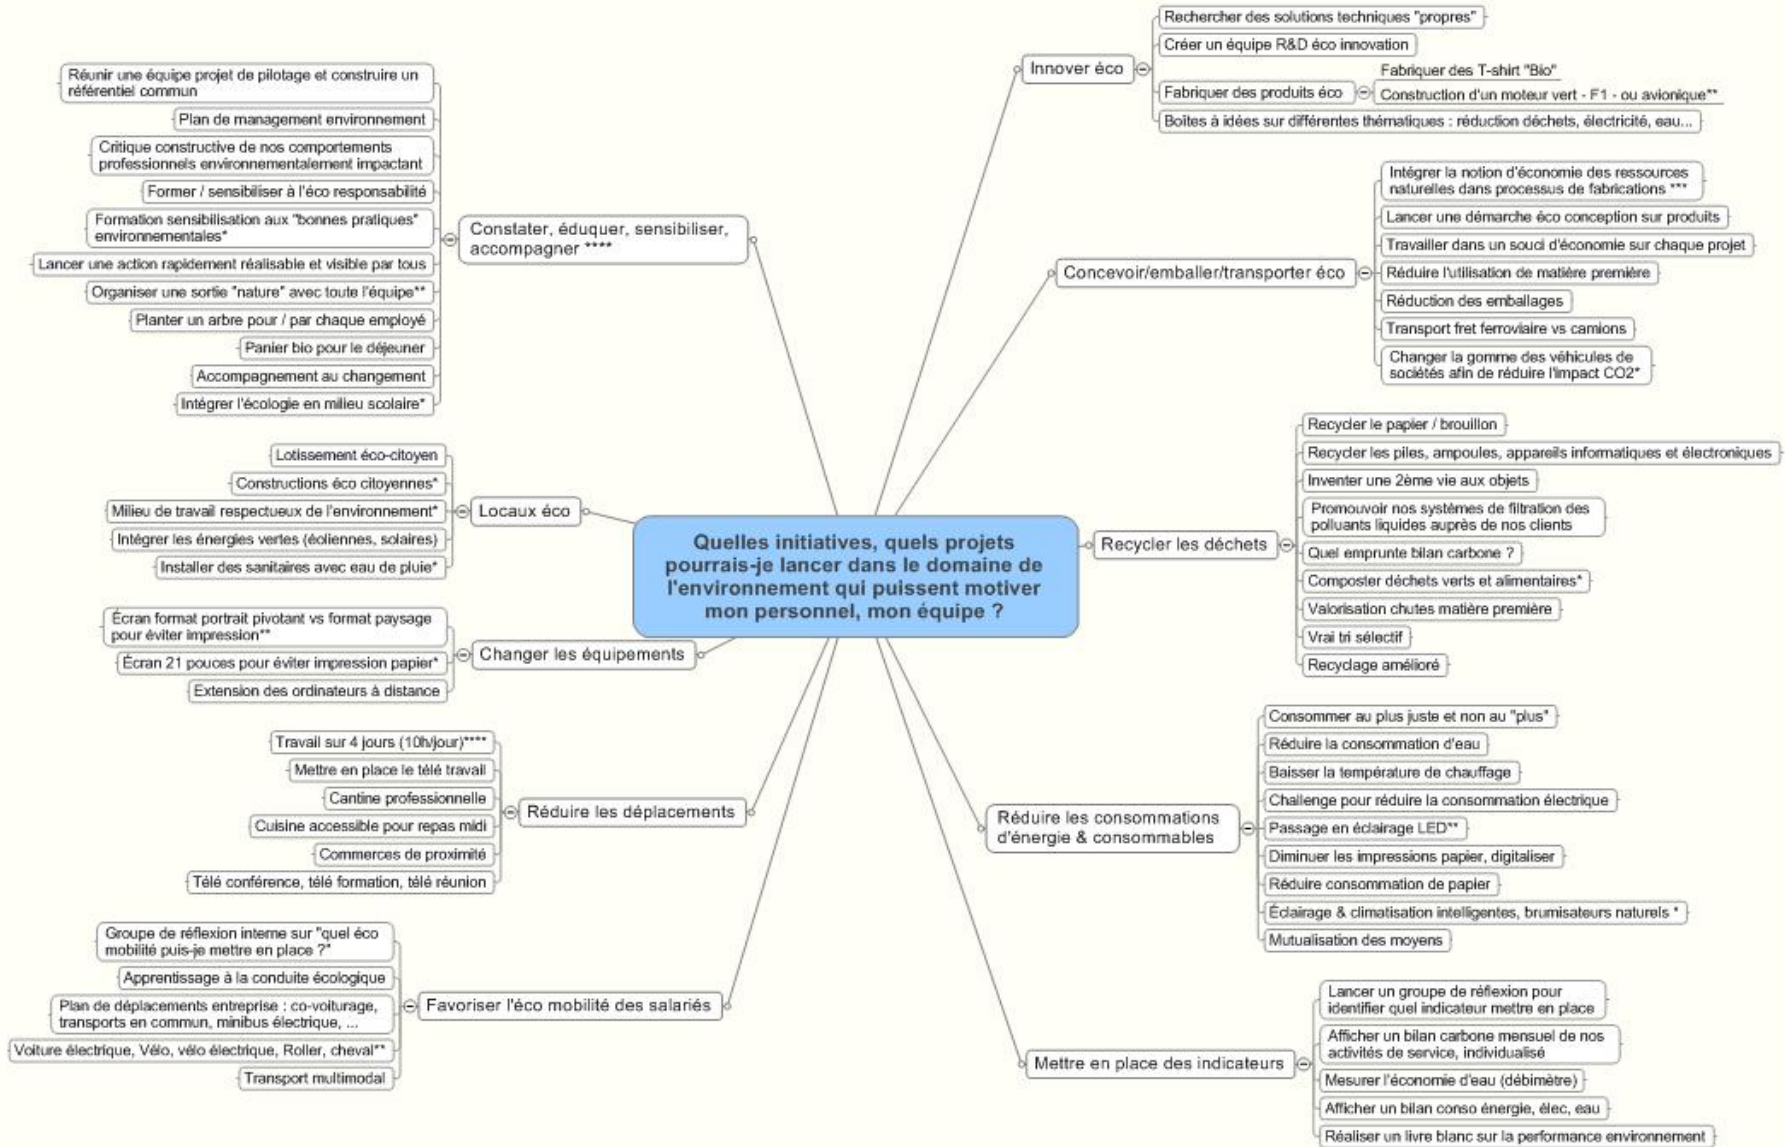 Quelles initiatives, quels projets
pourrais-je lancer dans le domaine de
l'environnement qui puissent motiver
mon personnel, mon équipe ?
Innover éco
Rechercher des solutions techniques "propres"
Créer un équipe R&D éco innovation
Fabriquer des produits éco
Fabriquer des T-shirt "Bio"
Construction d'un moteur vert - F1 - ou avionique**
Boîtes à idées sur différentes thématiques : réduction déchets, électricité, eau...
Concevoir/emballer/transporter éco
Intégrer la notion d'économie des ressources
naturelles dans processus de fabrications ***
Lancer une démarche éco conception sur produits
Travailler dans un souci d'économie sur chaque projet
Réduire l'utilisation de matière première
Réduction des emballages
Transport fret ferroviaire vs camions
Changer la gomme des véhicules de
sociétés afin de réduire l'impact CO2*
Recycler les déchets
Recycler le papier / brouillon
Recycler les piles, ampoules, appareils informatiques et électroniques
Inventer une 2ème vie aux objets
Promouvoir nos systèmes de filtration des
polluants liquides auprès de nos clients
Quel emprunte bilan carbone ?
Composter déchets verts et alimentaires*
Valorisation chutes matière première
Vrai tri sélectif
Recyclage amélioré
Réduire les consommations
d'énergie & consommables
Consommer au plus juste et non au "plus"
Réduire la consommation d'eau
Baisser la température de chauffage
Challenge pour réduire la consommation électrique
Passage en éclairage LED**
Diminuer les impressions papier, digitaliser
Réduire consommation de papier
Éclairage & climatisation intelligentes, brumisateurs naturels *
Mutualisation des moyens
Mettre en place des indicateurs
Lancer un groupe de réflexion pour
identifier quel indicateur mettre en place
Afficher un bilan carbone mensuel de nos
activités de service, individualisé
Mesurer l'économie d'eau (débimètre)
Afficher un bilan conso énergie, élec, eau
Réaliser un livre blanc sur la performance environnement
Constater, éduquer, sensibiliser,
accompagner ****
Réunir une équipe projet de pilotage et construire un
référentiel commun
Plan de management environnement
Critique constructive de nos comportements
professionnels environnementalement impactant
Former / sensibiliser à l'éco responsabilité
Formation sensibilisation aux "bonnes pratiques"
environnementales*
Lancer une action rapidement réalisable et visible par tous
Organiser une sortie "nature" avec toute l'équipe**
Planter un arbre pour / par chaque employé
Panier bio pour le déjeuner
Accompagnement au changement
Intégrer l'écologie en milieu scolaire*
Locaux éco
Lotissement éco-citoyen
Constructions éco citoyennes*
Milieu de travail respectueux de l'environnement*
Intégrer les énergies vertes (éoliennes, solaires)
Installer des sanitaires avec eau de pluie*
Changer les équipements
Écran format portrait pivotant vs format paysage
pour éviter impression**
Écran 21 pouces pour éviter impression papier*
Extension des ordinateurs à distance
Réduire les déplacements
Travail sur 4 jours (10h/jour)****
Mettre en place le télé travail
Cantine professionnelle
Cuisine accessible pour repas midi
Commerces de proximité
Télé conférence, télé formation, télé réunion
Favoriser l'éco mobilité des salariés
Groupe de réflexion interne sur "quel éco
mobilité puis-je mettre en place ?"
Apprentissage à la conduite écologique
Plan de déplacements entreprise : co-voiturage,
transports en commun, minibus électrique, ...
Voiture électrique, Vélo, vélo électrique, Roller, cheval**
Transport multimodal